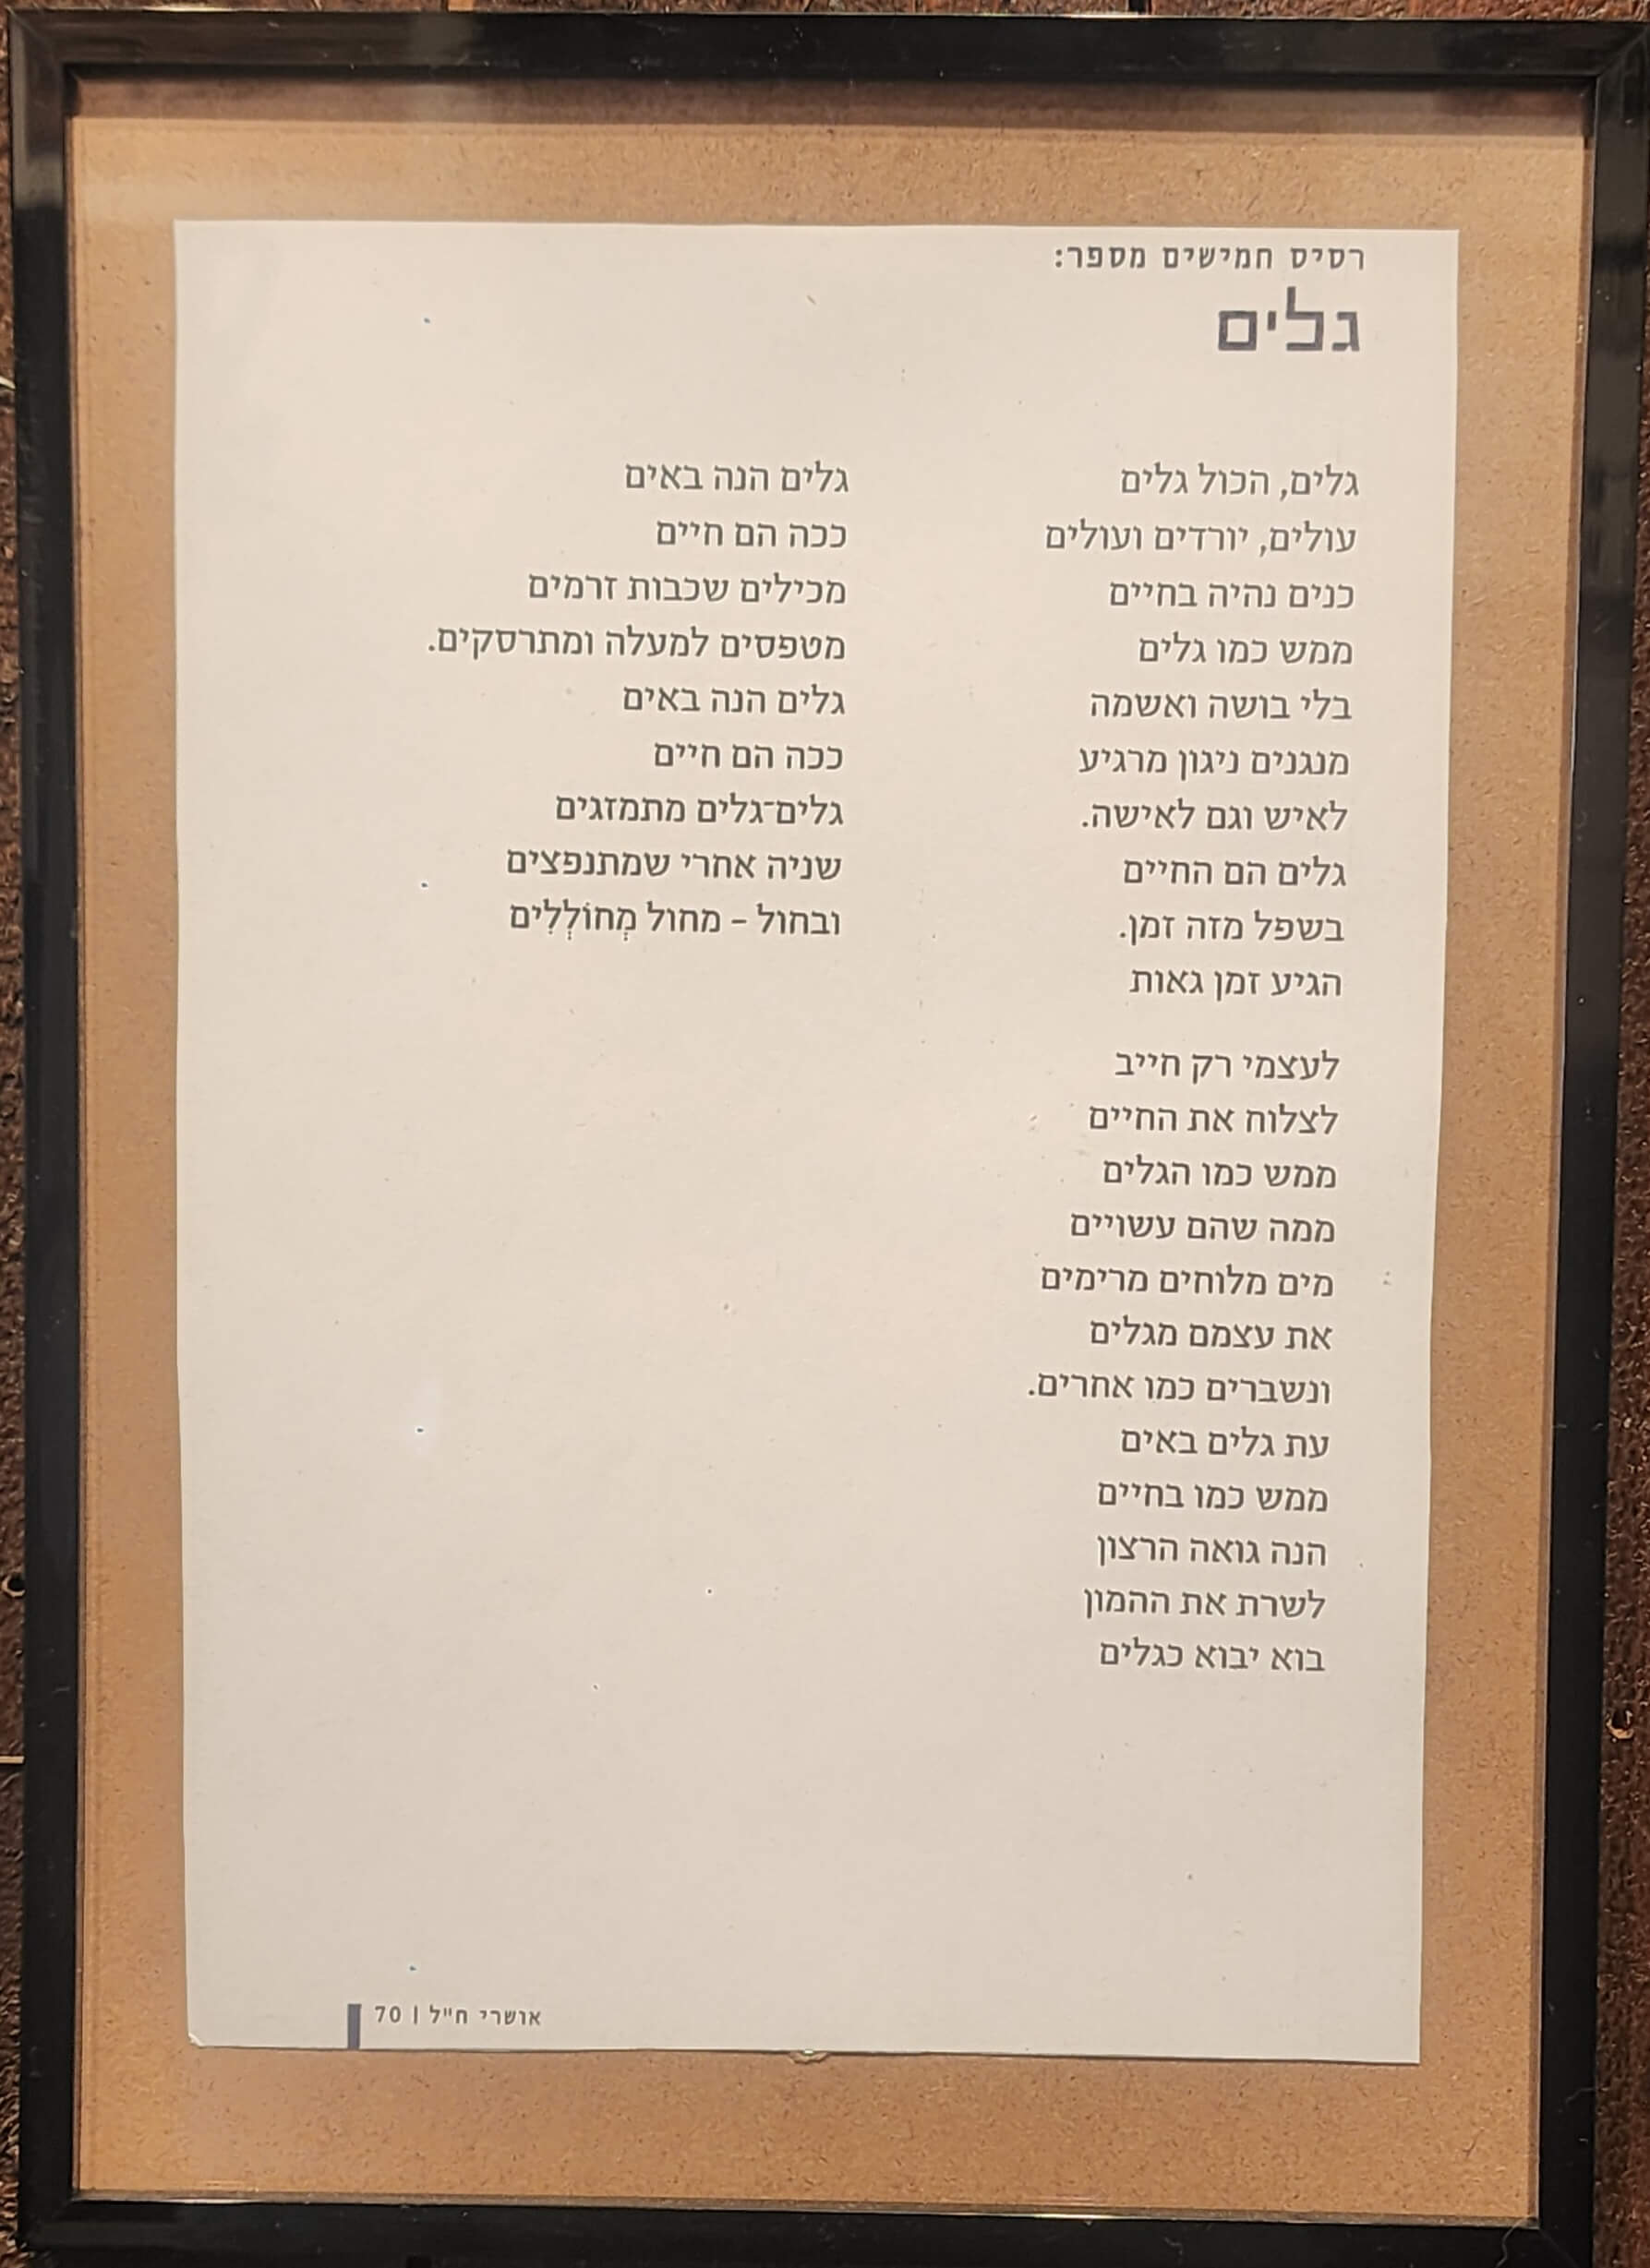 רסיס חמישים מספר:
גלים
גלים, הכול גלים
עולים, יורדים ועולים
כנים נהיה בחיים
ממש כמו גלים
בלי בושה ואשמה
מנגנים ניגון מרגיע
לאיש וגם לאישה.
גלים הם החיים
בשפל מזה זמן.
הגיע זמן גאות
לעצמי רק חייב
לצלוח את החיים
ממש כמו הגלים
ממה שהם עשויים
מים מלוחים מרימים
את עצמם מגלים
ונשברים כמו אחרים.
עת גלים באים
ממש כמו בחיים
הנה גואה הרצון
לשרת את ההמון
בוא יבוא כגלים
גלים הנה באים
ככה הם חיים
מכילים שכבות זרמים
מטפסים למעלה ומתרסקים.
גלים הנה באים
ככה הם חיים
גלים־גלים מתמזגים
שניה אחרי שמתנפצים
ובחול – מחול מְחוֹלְלִים
אושרי חי"ל | 70